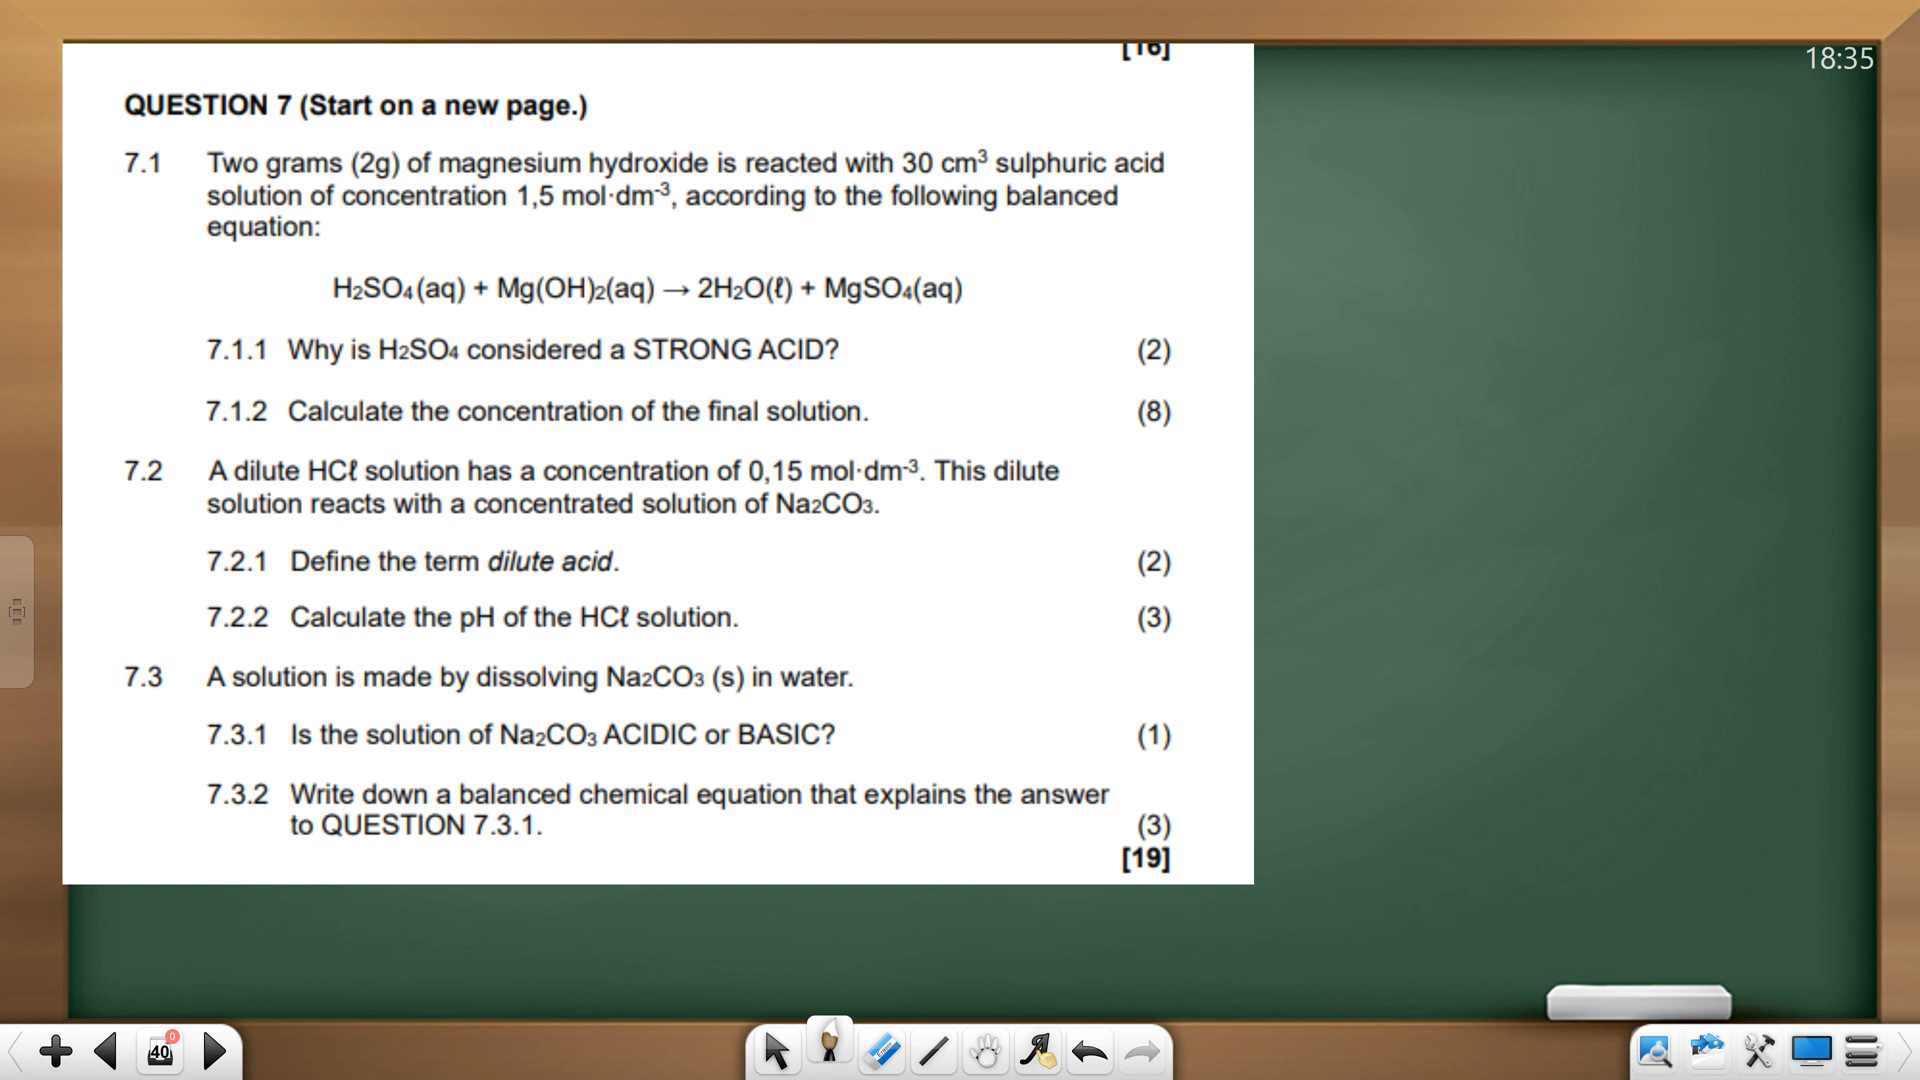 [16]
18:35
QUESTION 7 (Start on a new page.)
7.1 Two grams (2g) of magnesium hydroxide is reacted with 30 cm³ sulphuric acid
solution of concentration 1,5 mol·dm⁻³, according to the following balanced
equation:
H₂SO₄(aq) + Mg(OH)₂(aq) → 2H₂O(ℓ) + MgSO₄(aq)
7.1.1 Why is H₂SO₄ considered a STRONG ACID? (2)
7.1.2 Calculate the concentration of the final solution. (8)
7.2 A dilute HCℓ solution has a concentration of 0,15 mol·dm⁻³. This dilute
solution reacts with a concentrated solution of Na₂CO₃.
7.2.1 Define the term dilute acid. (2)
7.2.2 Calculate the pH of the HCℓ solution. (3)
7.3 A solution is made by dissolving Na₂CO₃ (s) in water.
7.3.1 Is the solution of Na₂CO₃ ACIDIC or BASIC? (1)
7.3.2 Write down a balanced chemical equation that explains the answer
to QUESTION 7.3.1. (3)
[19]
40
0